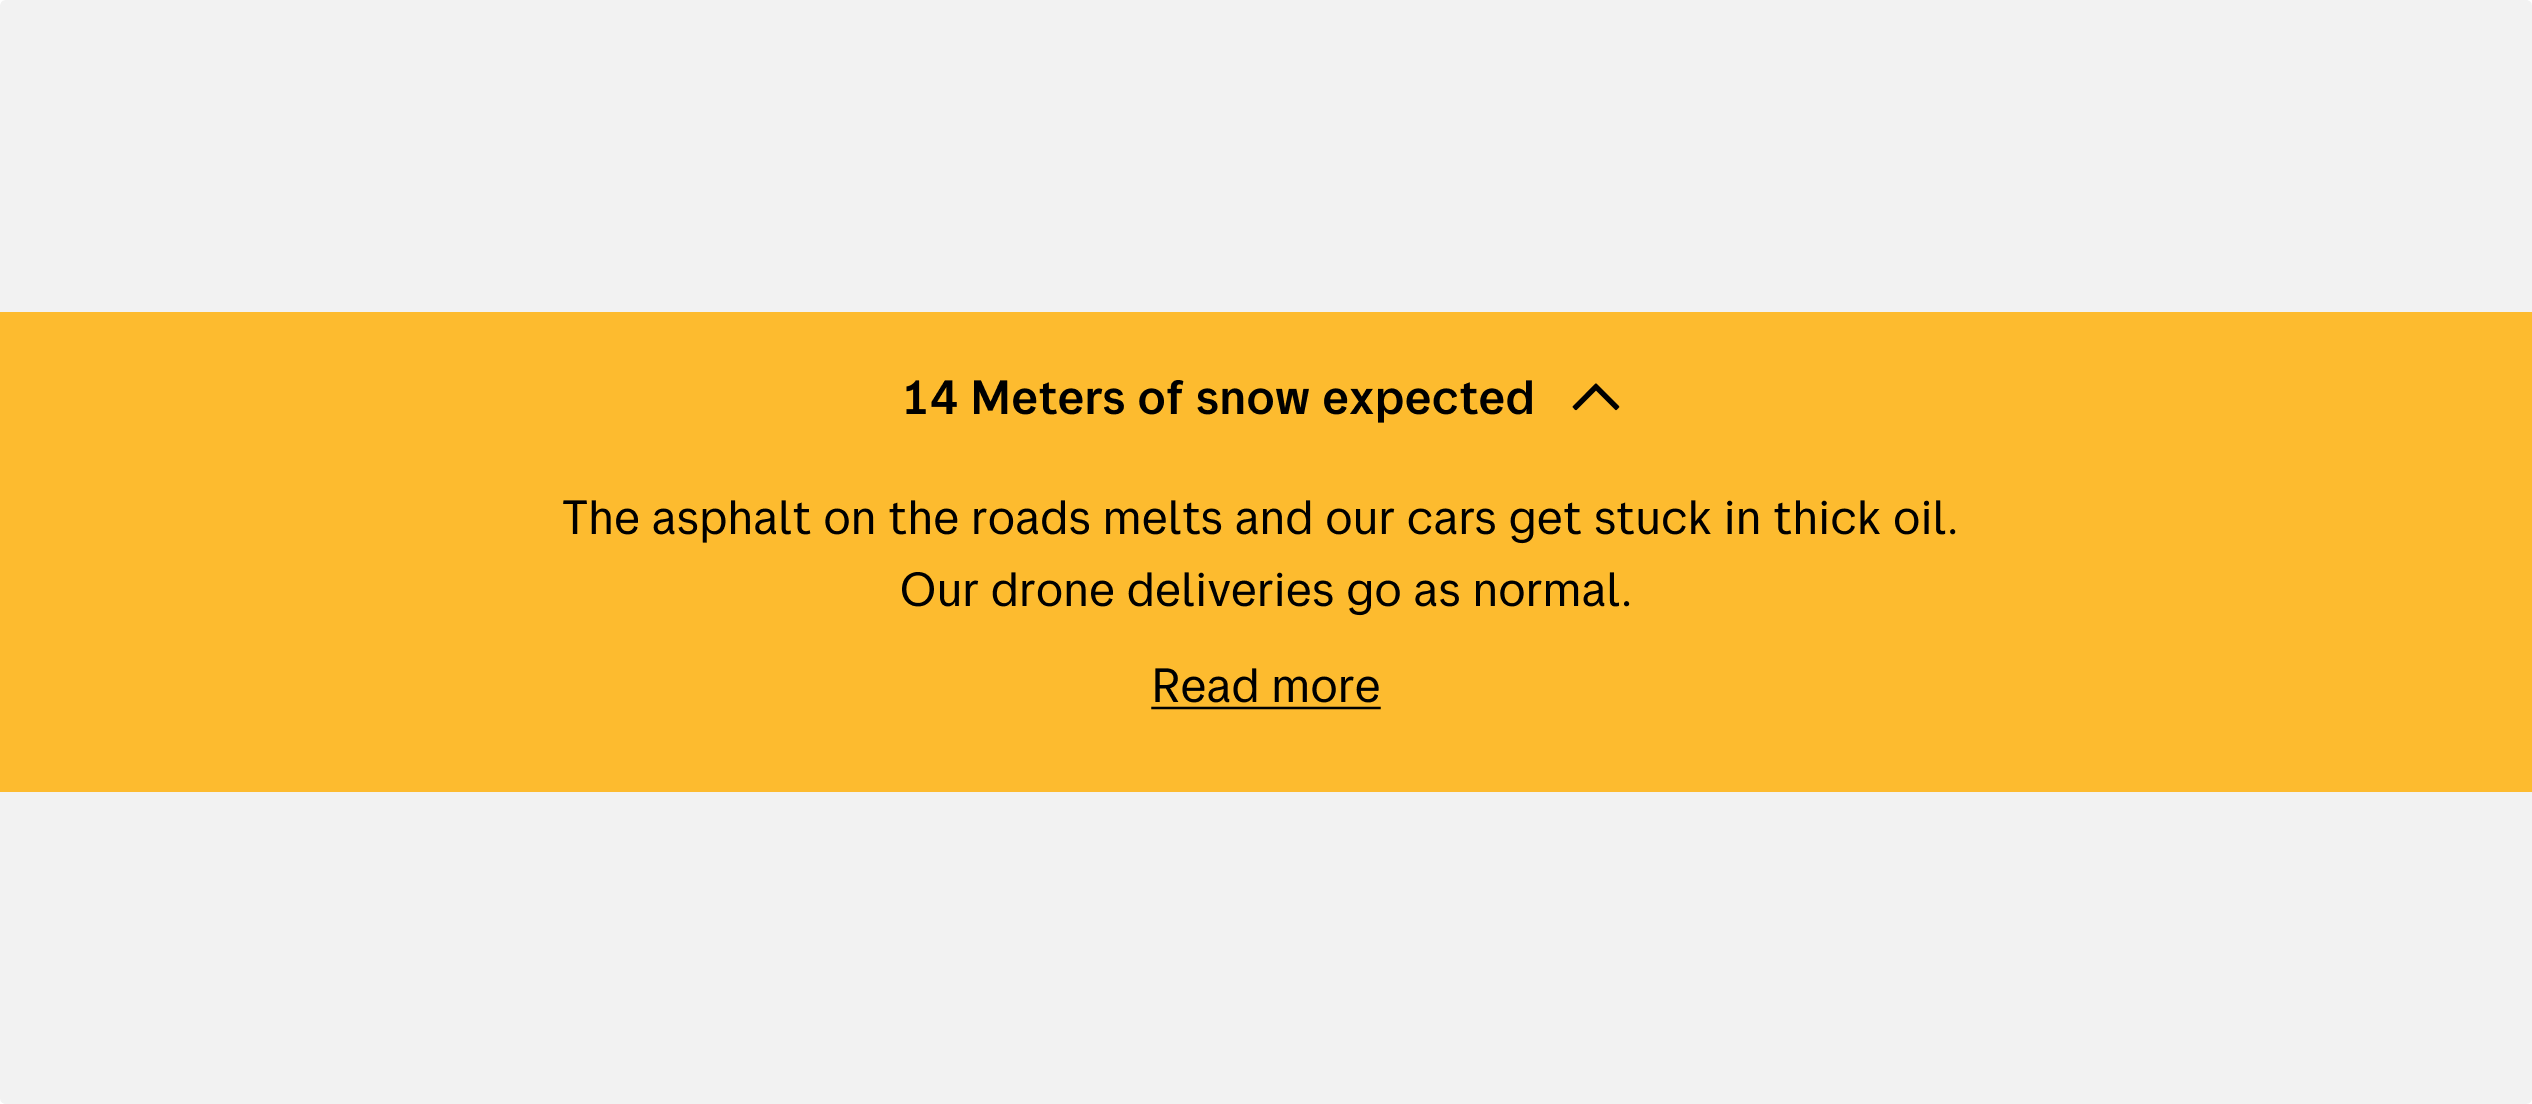 14 Meters of snow expected
The asphalt on the roads melts and our cars get stuck in thick oil.
Our drone deliveries go as normal.
Read more